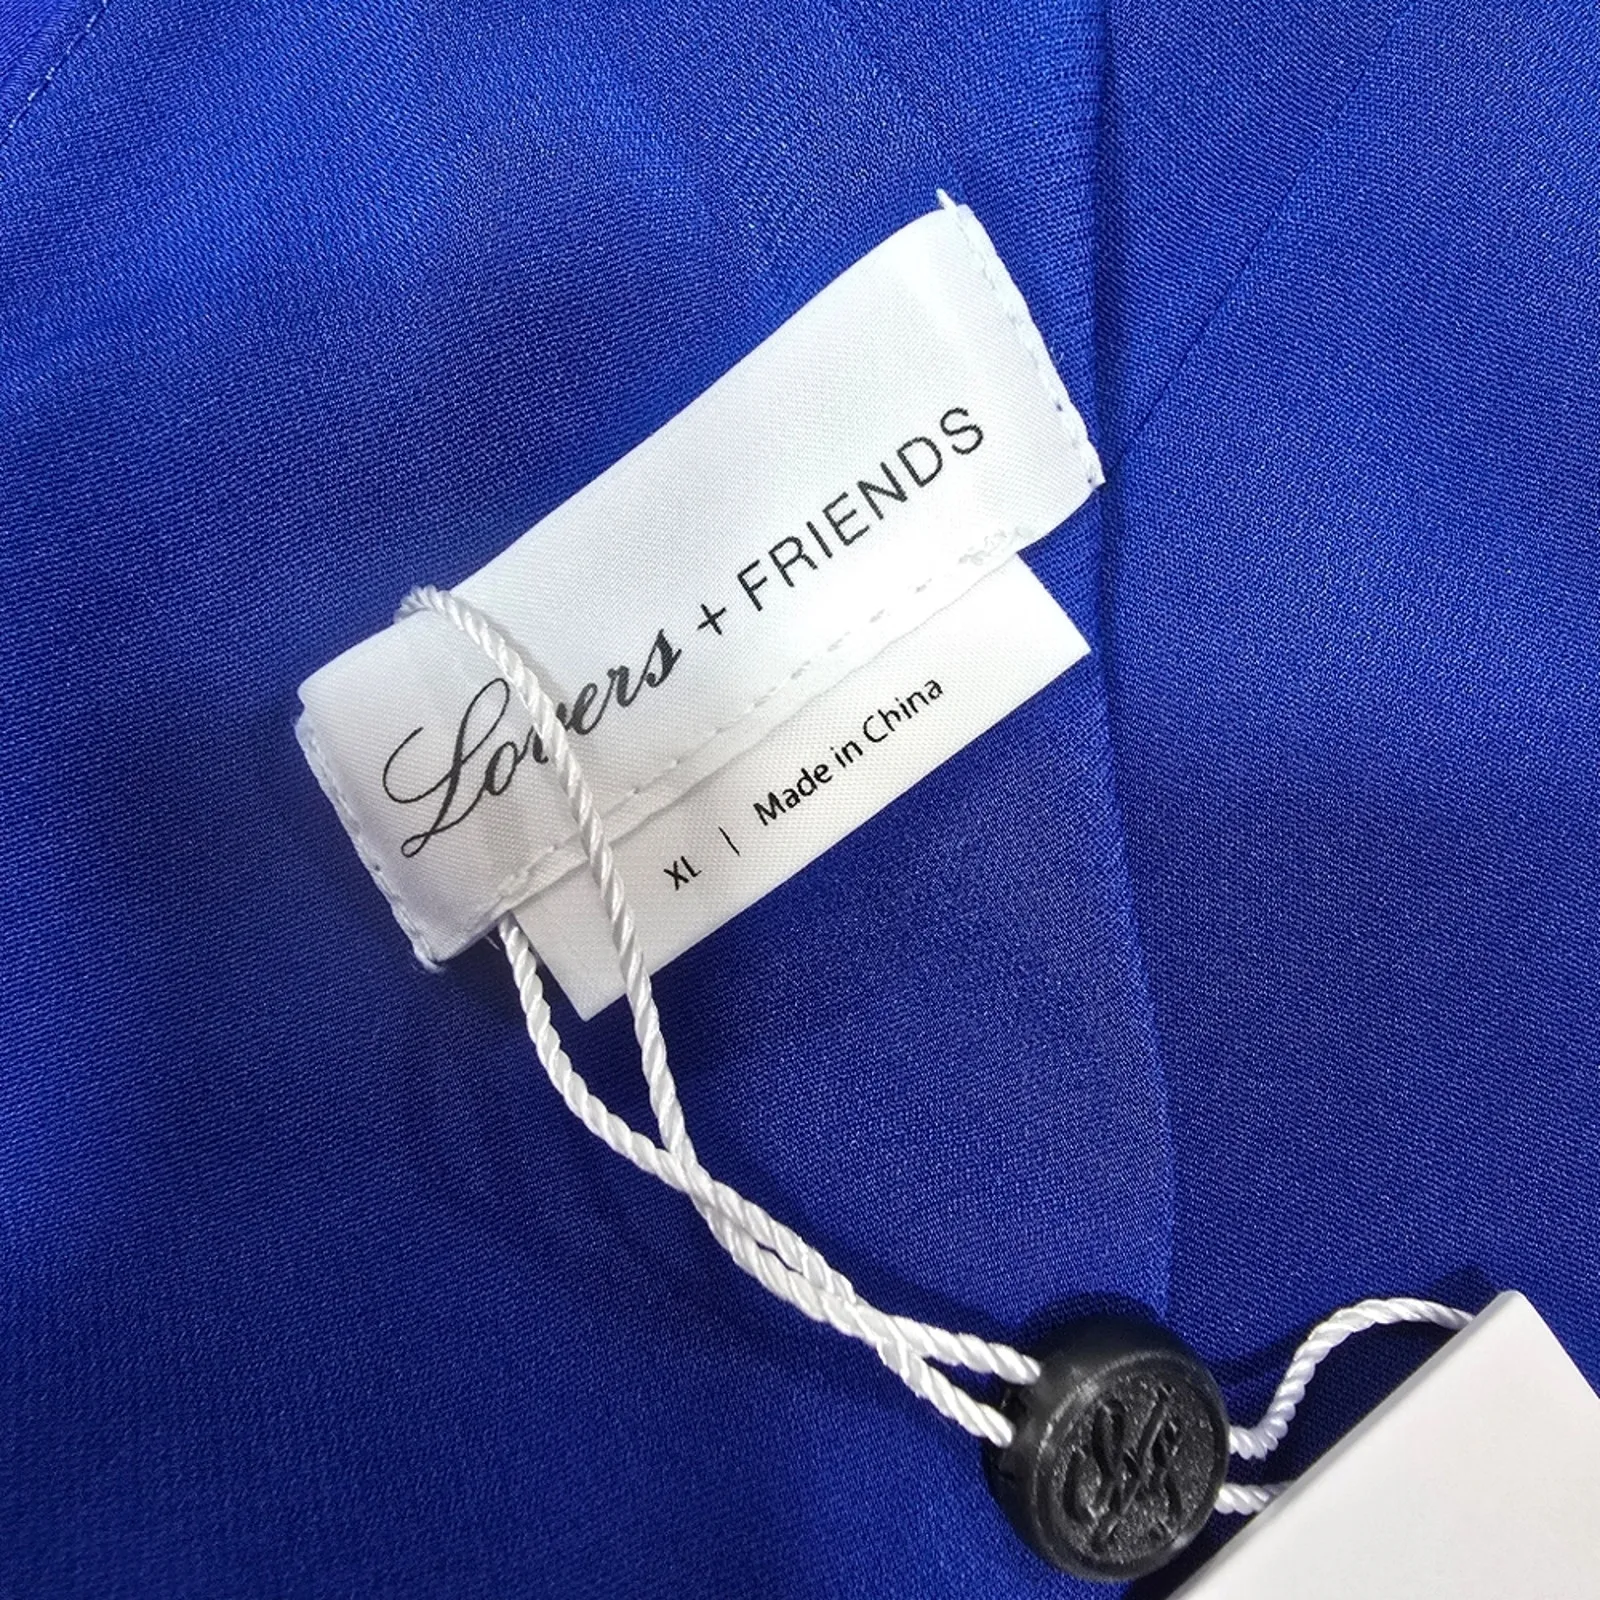 Lovers + FRIENDS
XL | Made in China